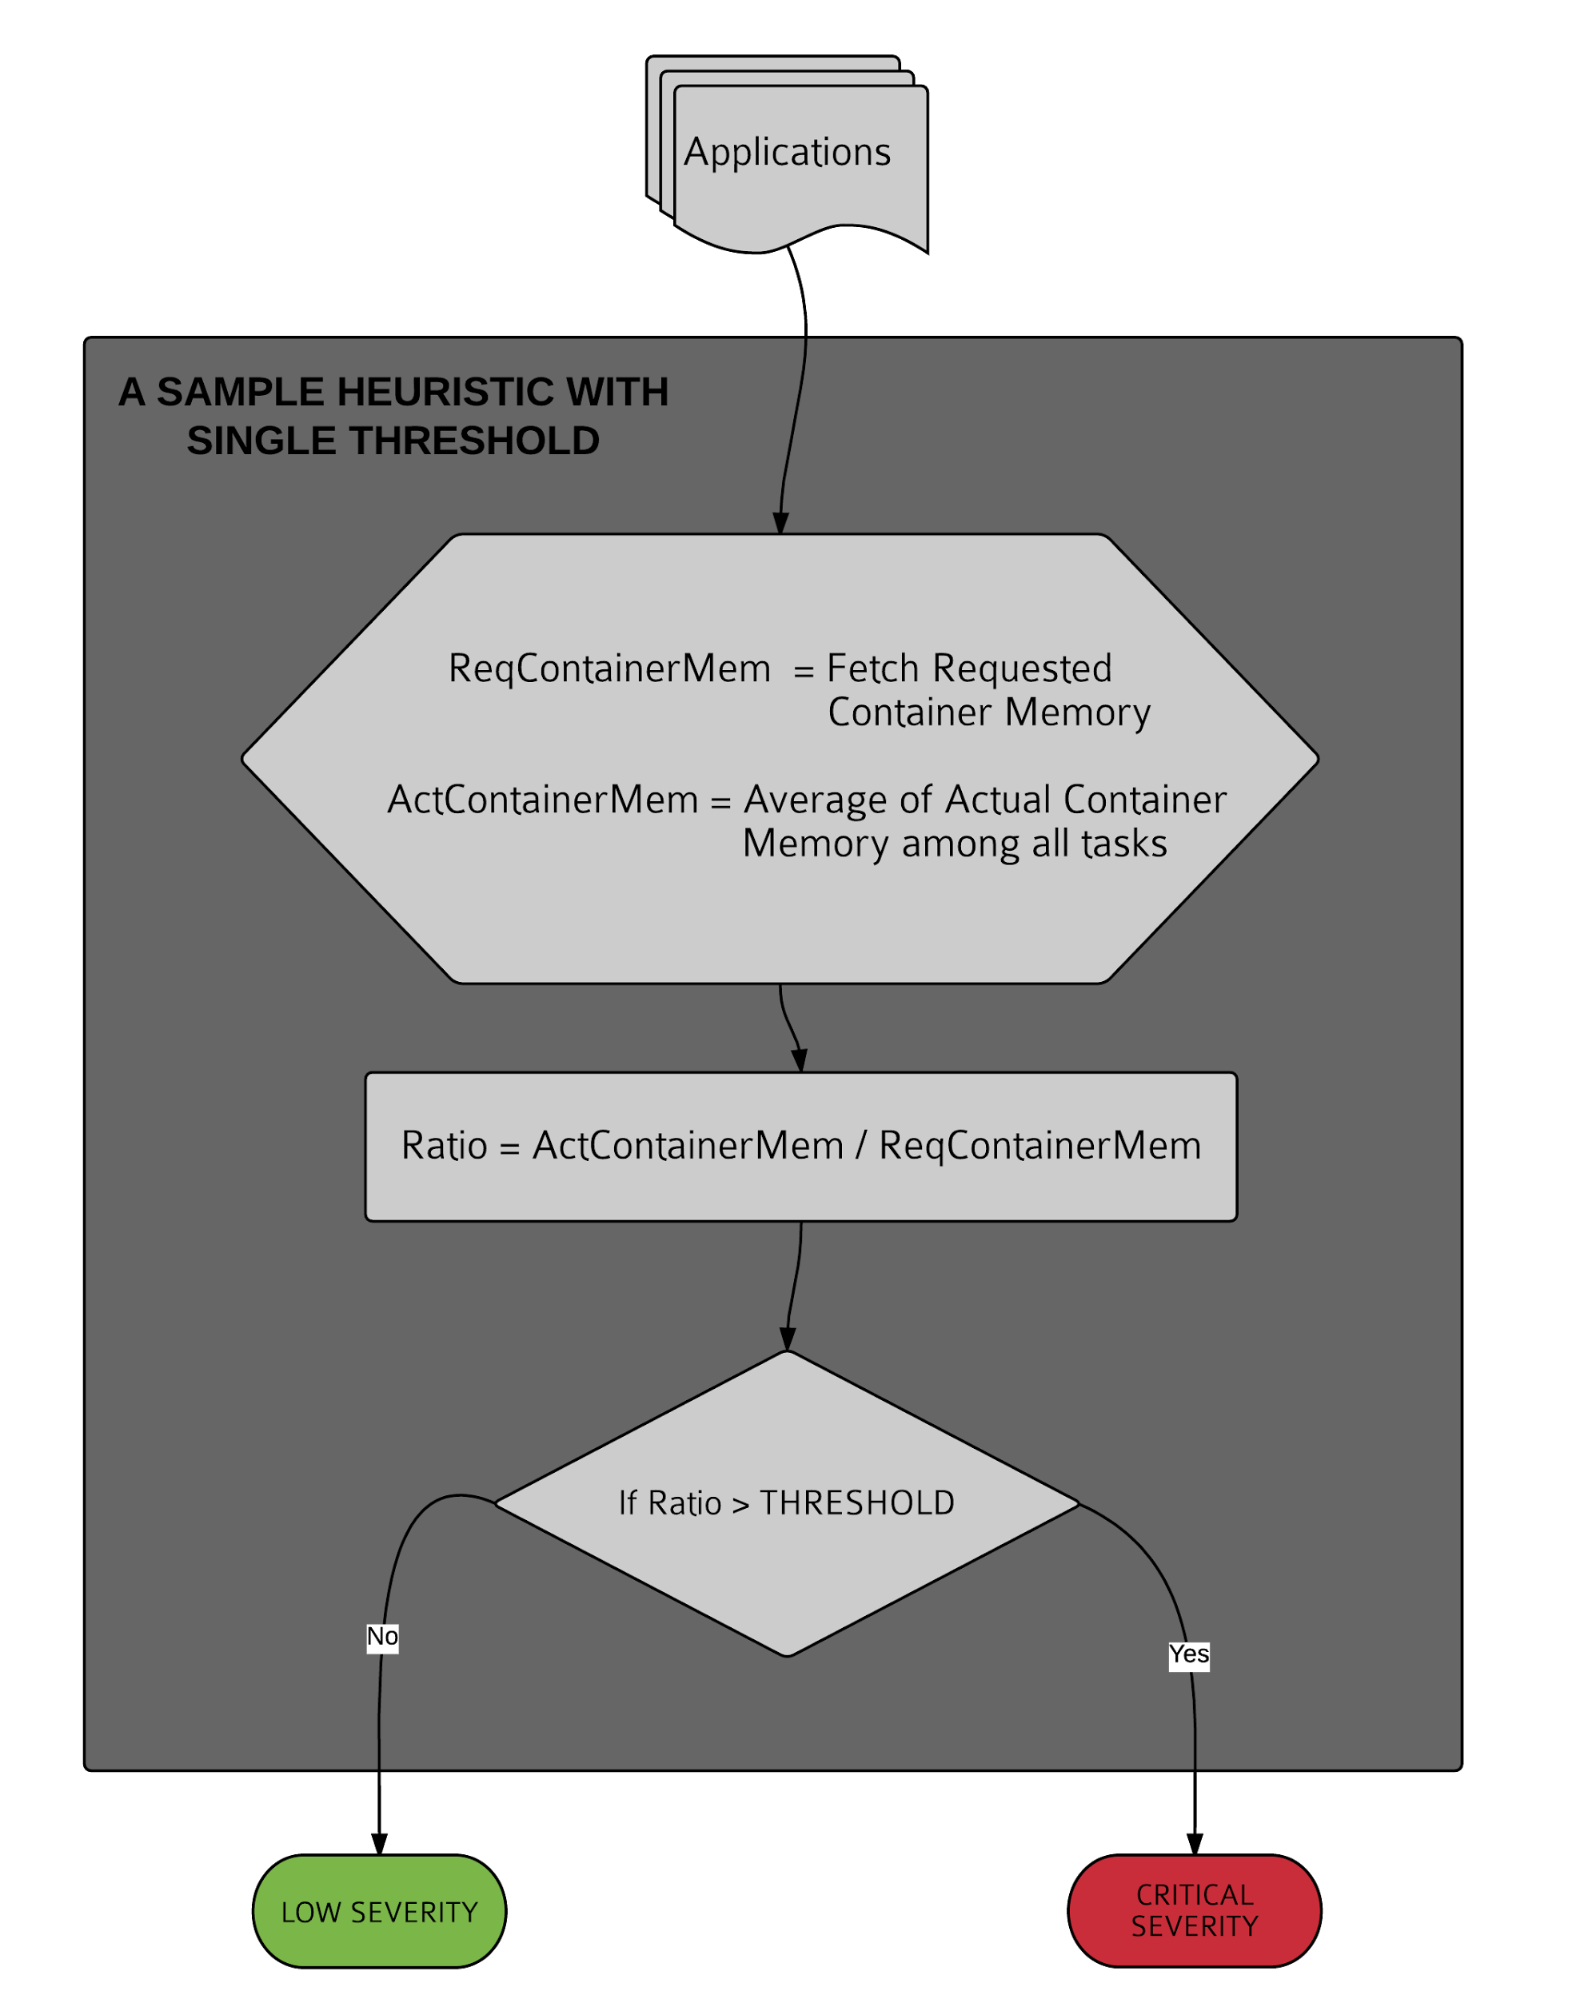 Applications
A SAMPLE HEURISTIC WITH
SINGLE THRESHOLD
ReqContainerMem = Fetch Requested
Container Memory
ActContainerMem = Average of Actual Container
Memory among all tasks
Ratio = ActContainerMem / ReqContainerMem
If Ratio > THRESHOLD
No
Yes
LOW SEVERITY
CRITICAL
SEVERITY